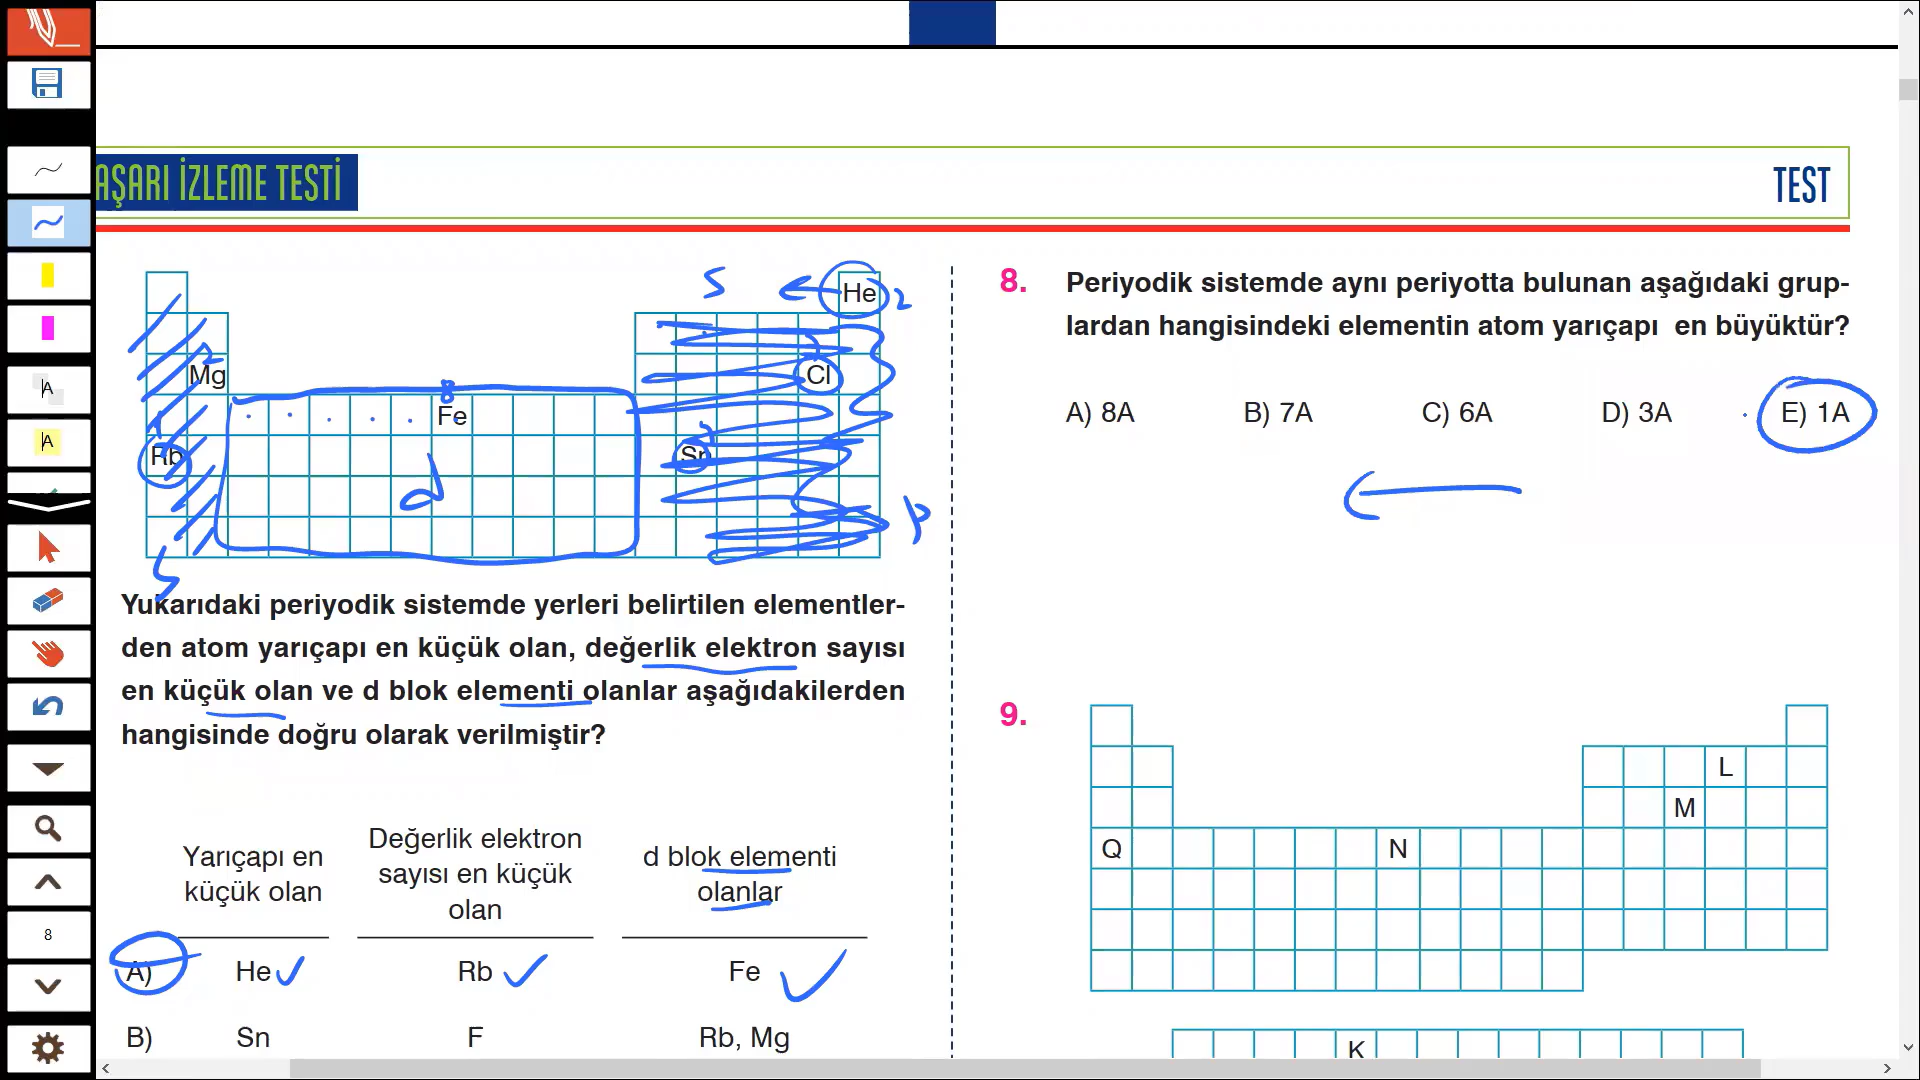 AŞARI İZLEME TESTİ
TEST
He
2
S
Mg
2
Cl
Fe
8
Rb
Sn
d
p
s
Yukarıdaki periyodik sistemde yerleri belirtilen elementler-
den atom yarıçapı en küçük olan, değerlik elektron sayısı
en küçük olan ve d blok elementi olanlar aşağıdakilerden
hangisinde doğru olarak verilmiştir?
Yarıçapı en
küçük olan
Değerlik elektron
sayısı en küçük
olan
d blok elementi
olanlar
A) He Rb Fe
B) Sn F Rb, Mg
8. Periyodik sistemde aynı periyotta bulunan aşağıdaki grup-
lardan hangisindeki elementin atom yarıçapı en büyüktür?
A) 8A B) 7A C) 6A D) 3A E) 1A
9.
L
M
Q N
K
A
A
8